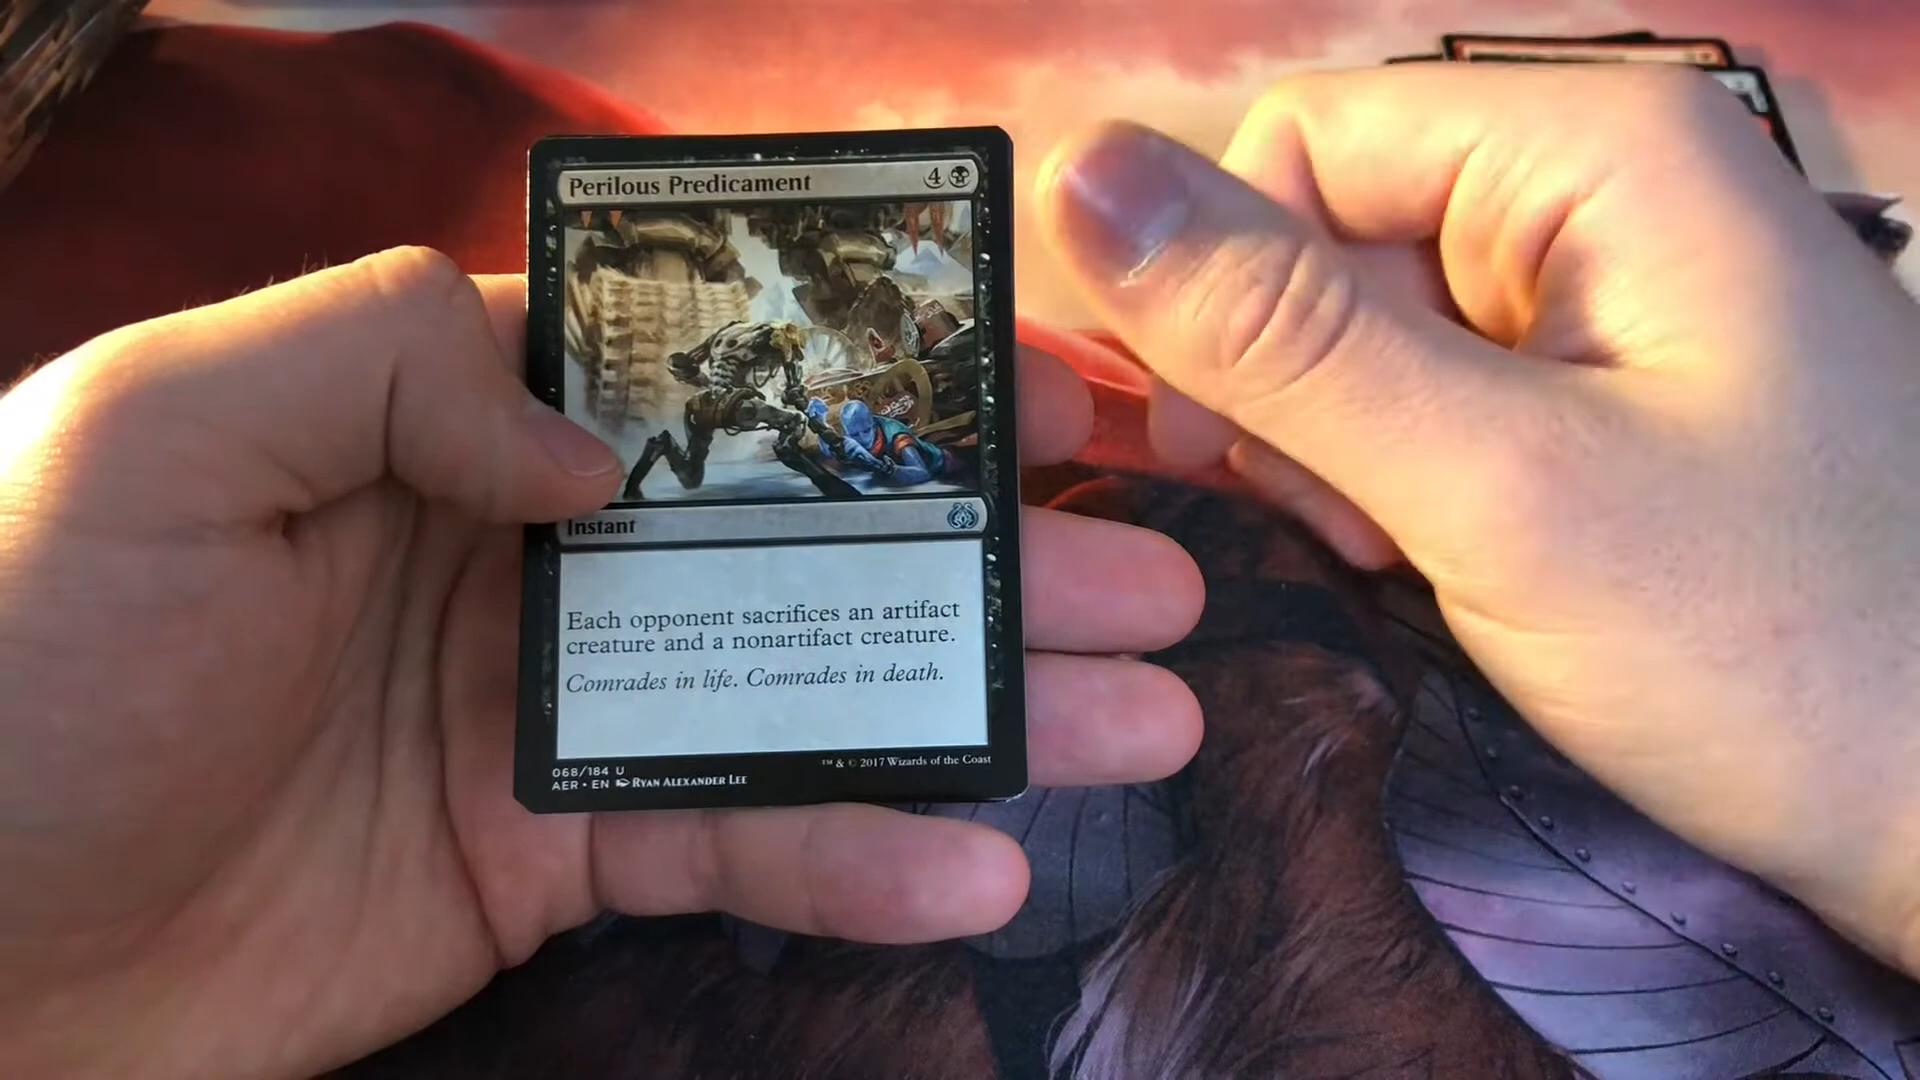 Perilous Predicament 4
Instant
Each opponent sacrifices an artifact
creature and a nonartifact creature.
Comrades in life. Comrades in death.
068/184 U
™ & © 2017 Wizards of the Coast
AER • EN Ryan Alexander Lee